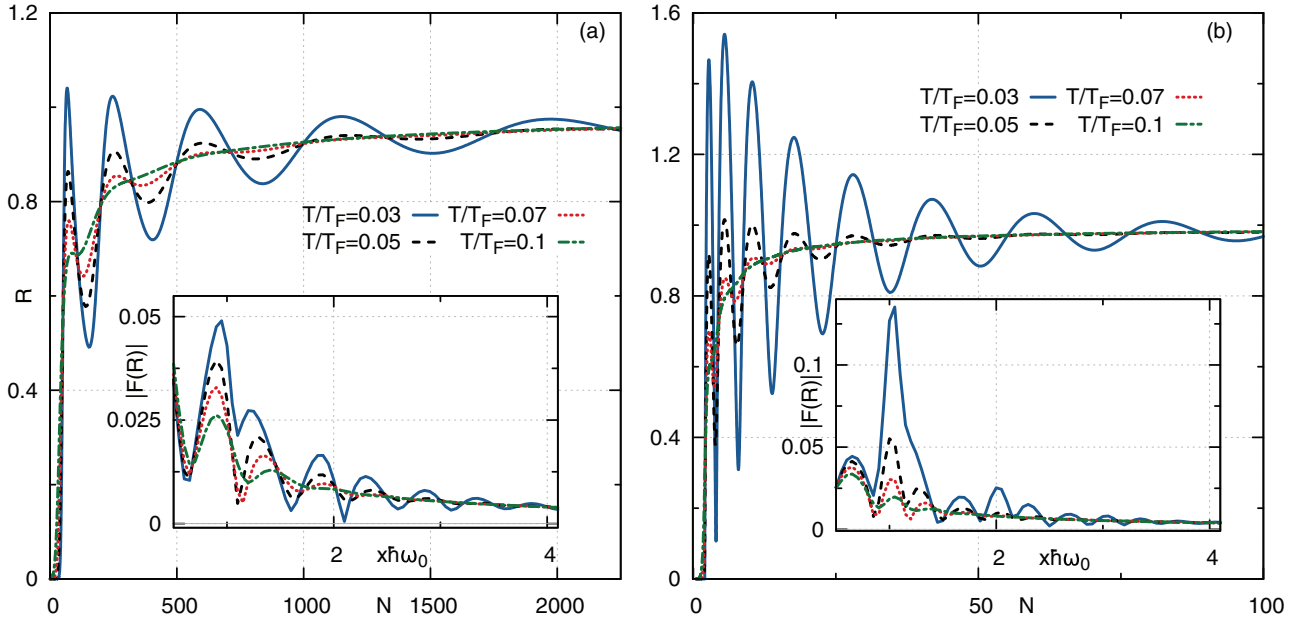 1.2
(a)
T/T_F=0.03 T/T_F=0.07
T/T_F=0.05 T/T_F=0.1
0.8
R
0.4
0
0 500 1000 N 1500 2000
0.05
|F(R)|
0.025
0
2 xħω₀ 4
1.6
(b)
T/T_F=0.03 T/T_F=0.07
T/T_F=0.05 T/T_F=0.1
1.2
0.8
0.4
0
0 50 N 100
0.1
|F(R)|
0.05
0
2 xħω₀ 4